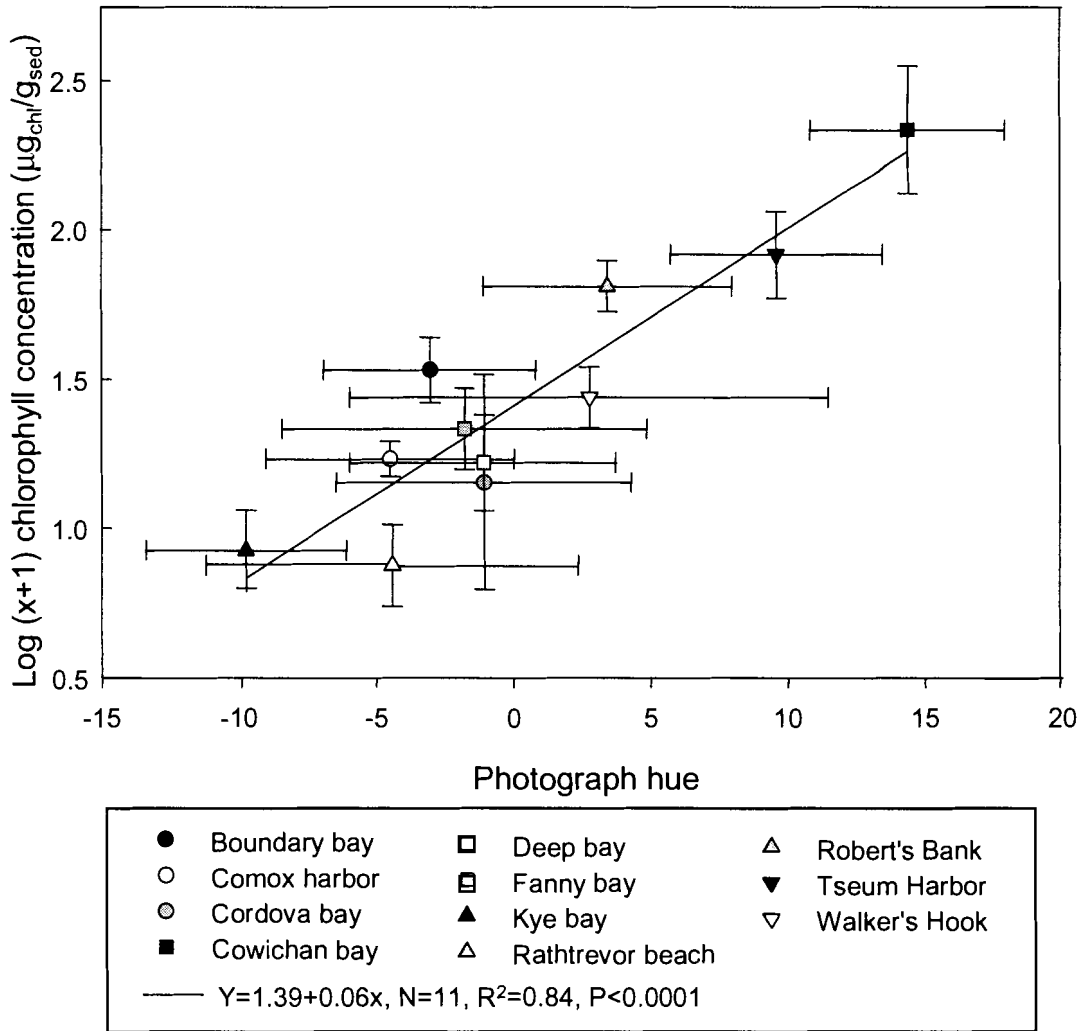 Log (x+1) chlorophyll concentration (µg_chl/g_sed)
2.5
2.0
1.5
1.0
0.5
-15 -10 -5 0 5 10 15 20
Photograph hue
Boundary bay Deep bay Robert's Bank
Comox harbor Fanny bay Tseum Harbor
Cordova bay Kye bay Walker's Hook
Cowichan bay Rathtrevor beach
Y=1.39+0.06x, N=11, R²=0.84, P<0.0001